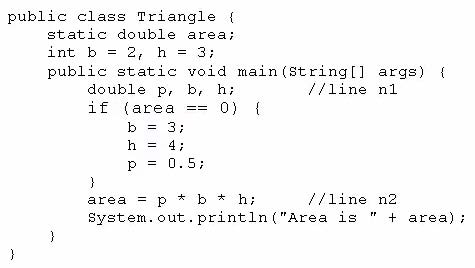 public class Triangle {
    static double area;
    int b = 2, h = 3;
    public static void main(String[] args) {
        double p, b, h;        //line n1
        if (area == 0) {
            b = 3;
            h = 4;
            p = 0.5;
        }
        area = p * b * h;      //line n2
        System.out.println("Area is " + area);
    }
}